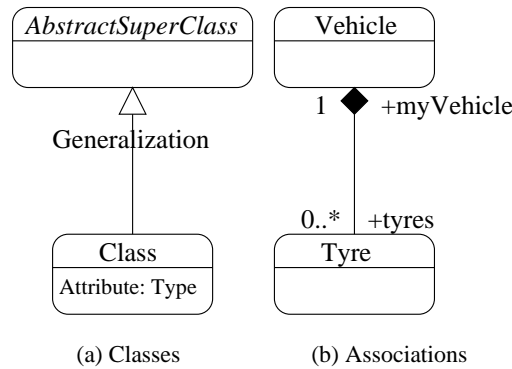 AbstractSuperClass
Generalization
Class
Attribute: Type
(a) Classes
Vehicle
1 +myVehicle
0..* +tyres
Tyre
(b) Associations